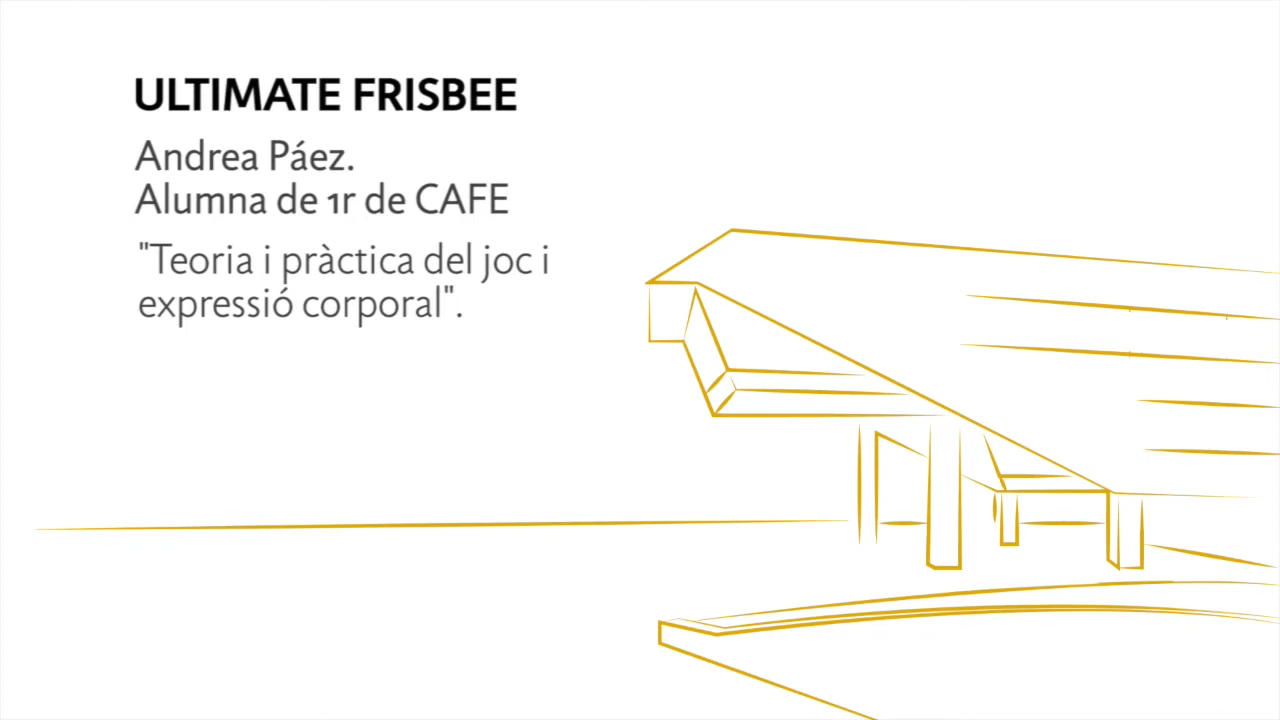 ULTIMATE FRISBEE
Andrea Páez.
Alumna de 1r de CAFE
"Teoria i pràctica del joc i
expressió corporal".